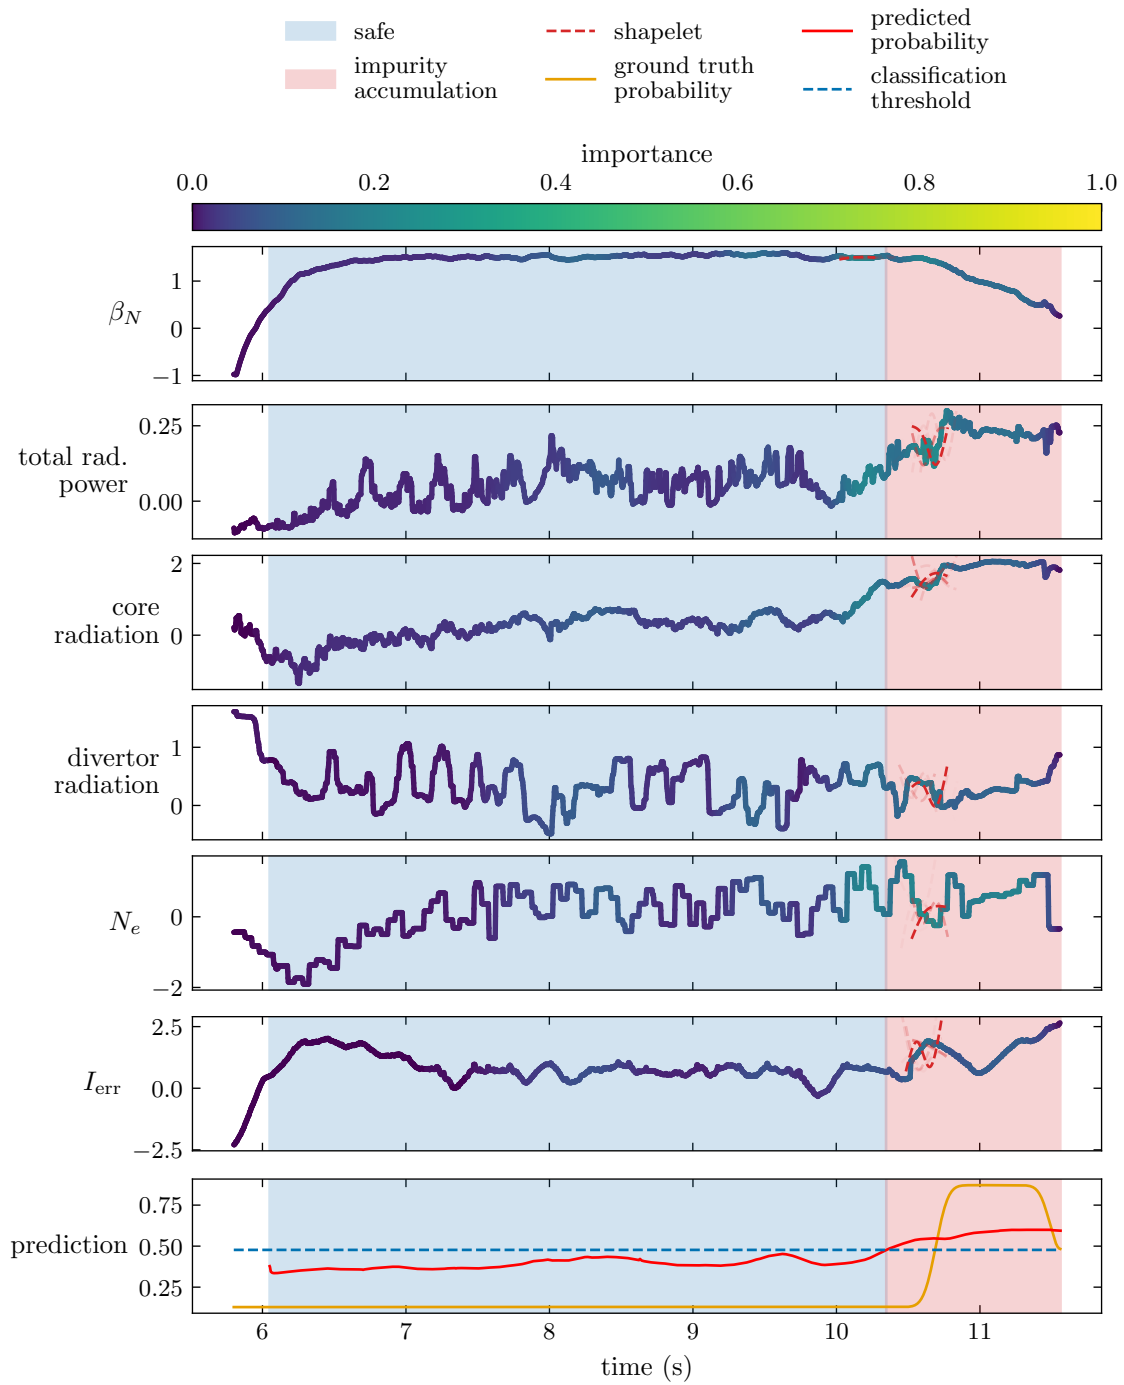 safe
impurity
accumulation
shapelet
ground truth
probability
predicted
probability
classification
threshold
importance
0.0 0.2 0.4 0.6 0.8 1.0
β_N
1
0
−1
total rad.
power
0.25
0.00
core
radiation
2
0
divertor
radiation
1
0
N_e
0
−2
I_err
2.5
0.0
−2.5
prediction
0.75
0.50
0.25
6 7 8 9 10 11
time (s)